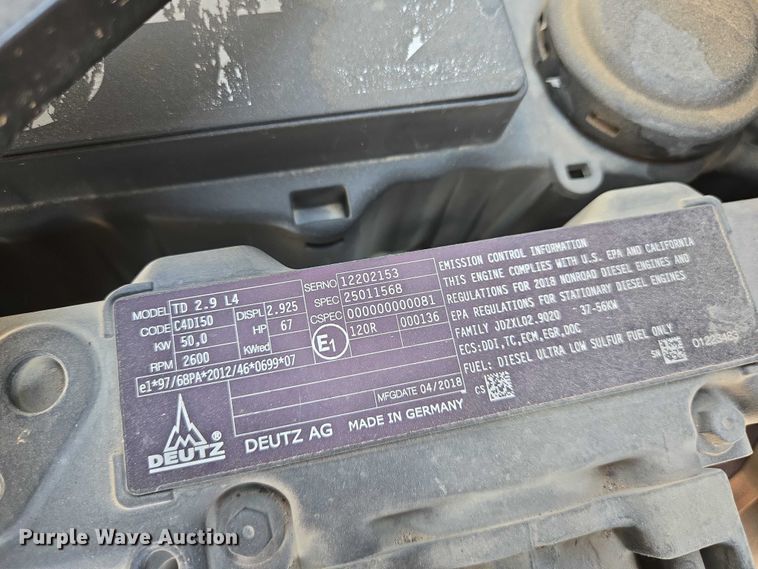 MODEL TD 2.9 L4
CODE C4DI50 DISPL 2.925
KW 50,0 HP 67
RPM 2600 KWred
e1*97/68PA*2012/46*0699*07
SERNO 12202153
SPEC 25011568
CSPEC 000000000081
E1 120R 000136
MFGDATE 04/2018
DEUTZ®
DEUTZ AG MADE IN GERMANY
EMISSION CONTROL INFORMATION
THIS ENGINE COMPLIES WITH U.S. EPA AND CALIFORNIA
REGULATIONS FOR 2018 NONROAD DIESEL ENGINES AND
EPA REGULATIONS FOR STATIONARY DIESEL ENGINES
FAMILY JDZXL02.9020 37-56KW
ECS:DDI,TC,ECM,EGR,DOC
FUEL: DIESEL ULTRA LOW SULFUR FUEL ONLY
CS
SN
Purple Wave Auction